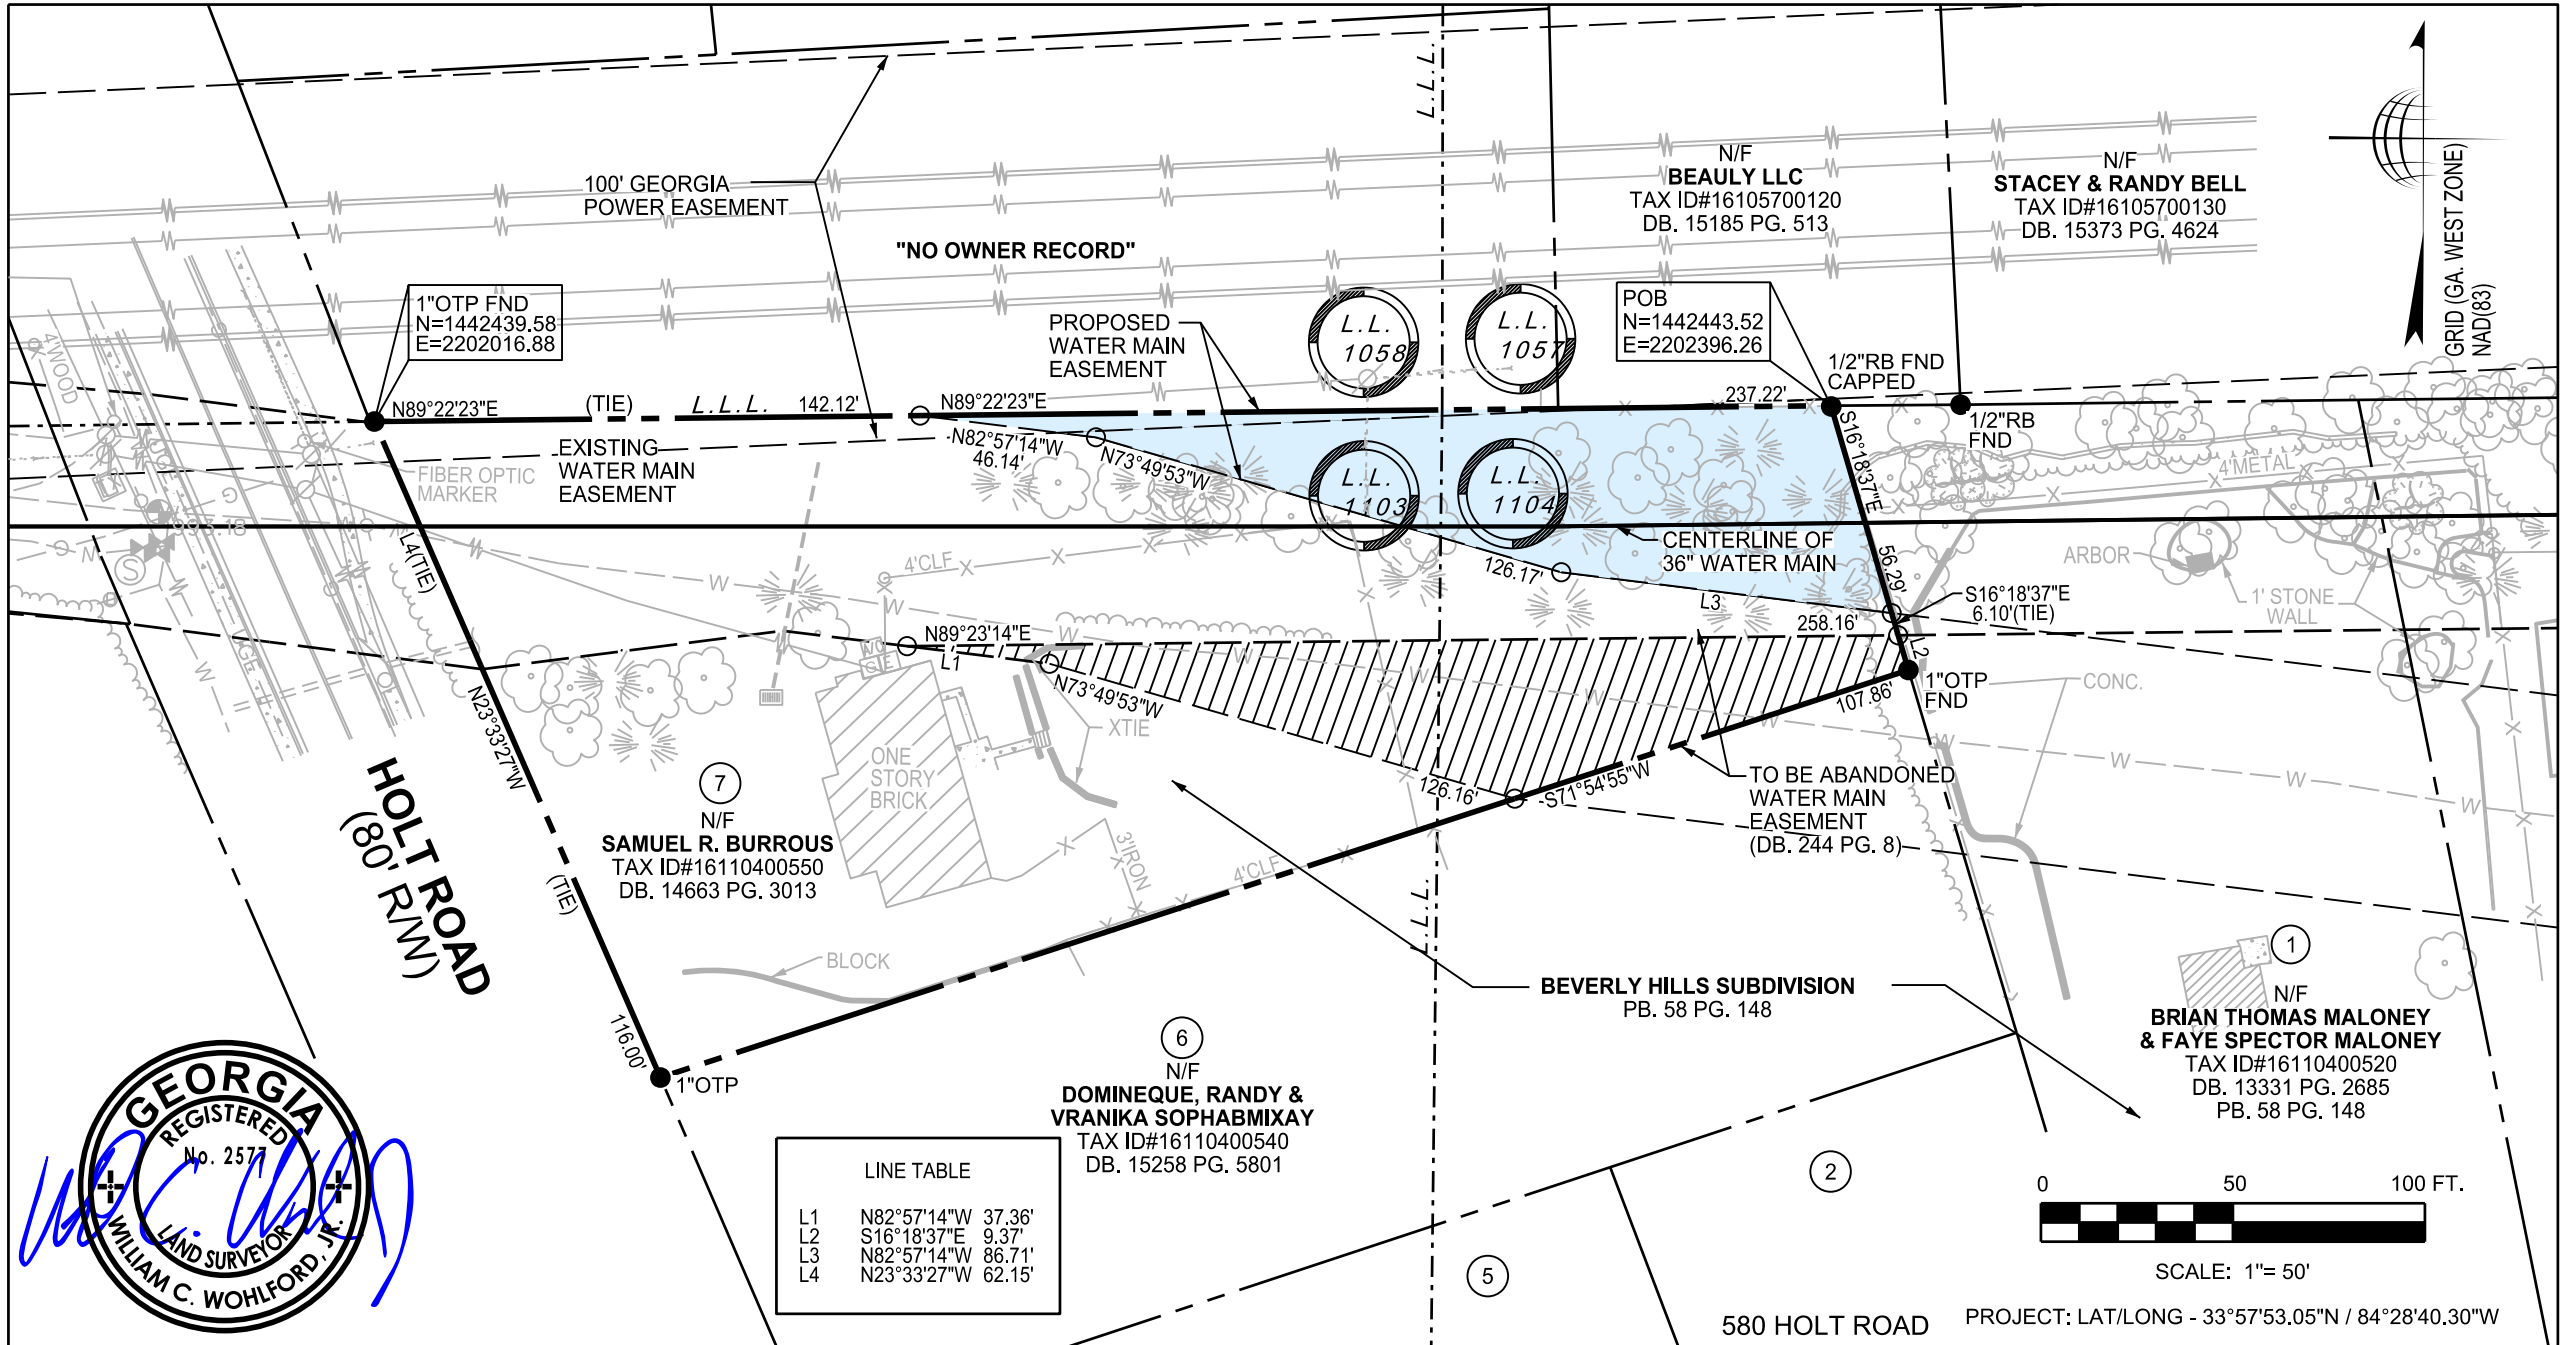 L.L.L.
N/F
BEAULY LLC
TAX ID#16105700120
DB. 15185 PG. 513
N/F
STACEY & RANDY BELL
TAX ID#16105700130
DB. 15373 PG. 4624
GRID (GA. WEST ZONE)
NAD(83)
100' GEORGIA
POWER EASEMENT
"NO OWNER RECORD"
1"OTP FND
N=1442439.58
E=2202016.88
PROPOSED
WATER MAIN
EASEMENT
L.L.
1058
L.L.
1057
POB
N=1442443.52
E=2202396.26
1/2"RB FND
CAPPED
1/2"RB
FND
4'WOOD
N89°22'23"E
(TIE)
L.L.L.
142.12'
N89°22'23"E
237.22'
N82°57'14"W
46.14'
N73°49'53"W
S16°18'37"E
EXISTING
WATER MAIN
EASEMENT
FIBER OPTIC
MARKER
L.L.
1103
L.L.
1104
4'METAL
993.18
L4(TIE)
CENTERLINE OF
36" WATER MAIN
126.17'
56.29'
ARBOR
4'CLF
L3
S16°18'37"E
6.10'(TIE)
1' STONE
WALL
N89°23'14"E
258.16'
L1
L2
N73°49'53"W
1"OTP
FND
CONC.
107.86'
N23°33'27"W
XTIE
ONE
STORY
BRICK
126.16'
S71°54'55"W
TO BE ABANDONED
WATER MAIN
EASEMENT
(DB. 244 PG. 8)
HOLT ROAD
(80' R/W)
7
N/F
SAMUEL R. BURROUS
TAX ID#16110400550
DB. 14663 PG. 3013
(TIE)
3'IRON
4'CLF
L.L.L.
BLOCK
BEVERLY HILLS SUBDIVISION
PB. 58 PG. 148
1
N/F
BRIAN THOMAS MALONEY
& FAYE SPECTOR MALONEY
TAX ID#16110400520
DB. 13331 PG. 2685
PB. 58 PG. 148
116.00'
1"OTP
6
N/F
DOMINEQUE, RANDY &
VRANIKA SOPHABMIXAY
TAX ID#16110400540
DB. 15258 PG. 5801
GEORGIA
REGISTERED
No. 2577
LAND SURVEYOR
WILLIAM C. WOHLFORD, JR.
LINE TABLE
L1 N82°57'14"W 37.36'
L2 S16°18'37"E 9.37'
L3 N82°57'14"W 86.71'
L4 N23°33'27"W 62.15'
2
5
0 50 100 FT.
SCALE: 1"= 50'
580 HOLT ROAD
PROJECT: LAT/LONG - 33°57'53.05"N / 84°28'40.30"W